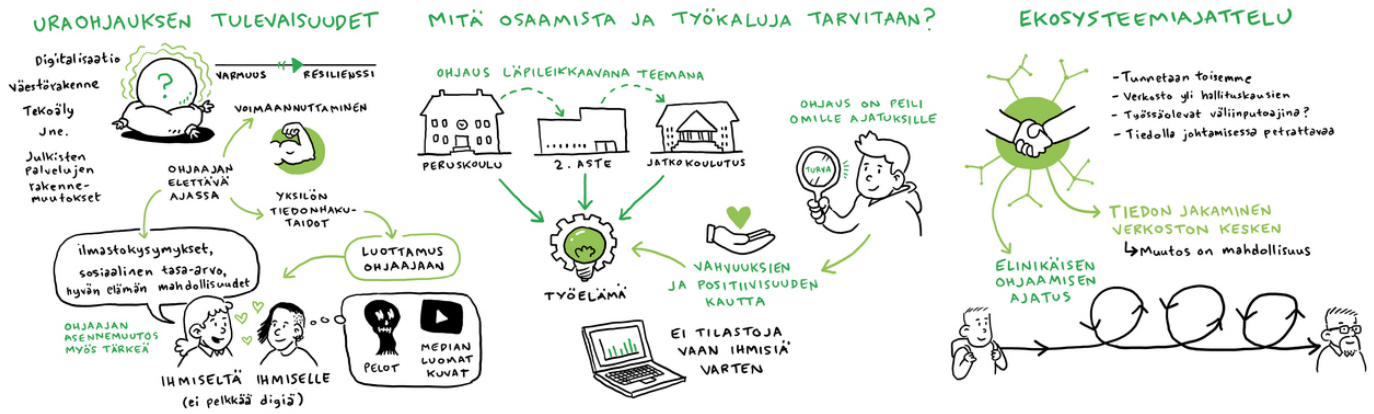 URAOHJAUKSEN TULEVAISUUDET
Digitalisaatio
Väestörakenne
Tekoäly
Jne.
Julkisten
palvelujen
rakenne-
muutokset
?
VARMUUS
RESILIENSSI
VOIMAANNUTTAMINEN
OHJAAJAN
ELETTÄVÄ
AJASSA
YKSILÖN
TIEDONHAKU-
TAIDOT
LUOTTAMUS
OHJAAJAAN
ilmastokysymykset,
sosiaalinen tasa-arvo,
hyvän elämän mahdollisuudet
OHJAAJAN
ASENNEMUUTOS
MYÖS TÄRKEÄ
PELOT
MEDIAN
LUOMAT
KUVAT
IHMISELTÄ IHMISELLE
(ei pelkkää digiä)
MITÄ OSAAMISTA JA TYÖKALUJA TARVITAAN?
OHJAUS LÄPILEIKKAAVANA TEEMANA
PERUSKOULU
2. ASTE
JATKOKOULUTUS
OHJAUS ON PEILI
OMILLE AJATUKSILLE
TURVA
TYÖELÄMÄ
VAHVUUKSIEN
JA POSITIIVISUUDEN
KAUTTA
EI TILASTOJA
VAAN IHMISIÄ
VARTEN
EKOSYSTEEMIAJATTELU
- Tunnetaan toisemme
- Verkosto yli hallituskausien
- Työssäolevat väliinputoajina?
- Tiedolla johtamisessa petrattavaa
TIEDON JAKAMINEN
VERKOSTON KESKEN
Muutos on mahdollisuus
ELINIKÄISEN
OHJAAMISEN
AJATUS